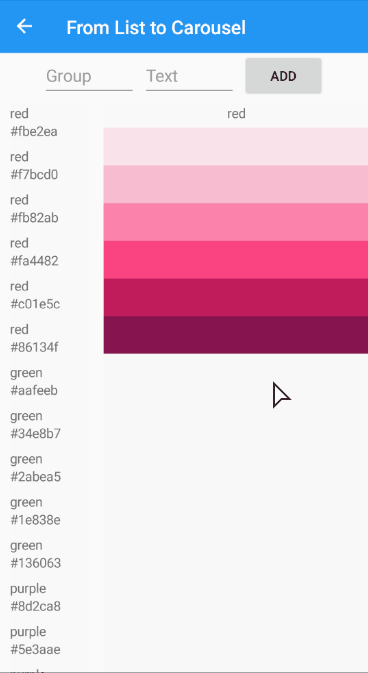 From List to Carousel
Group Text ADD
red
#fbe2ea
red
#f7bcd0
red
#fb82ab
red
#fa4482
red
#c01e5c
red
#86134f
green
#aafeeb
green
#34e8b7
green
#2abea5
green
#1e838e
green
#136063
purple
#8d2ca8
purple
#5e3aae
red